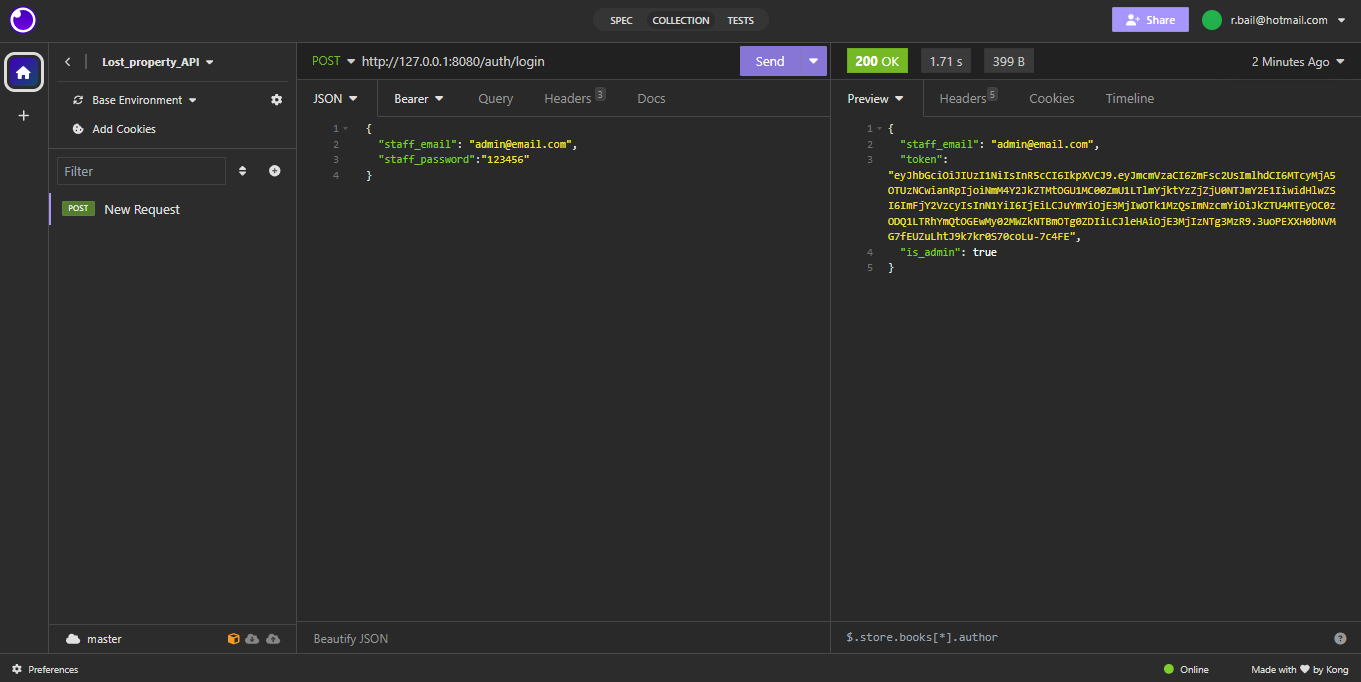 SPEC COLLECTION TESTS
Share
r.bail@hotmail.com
Lost_property_API
Base Environment
Add Cookies
Filter
POST New Request
master
POST http://127.0.0.1:8080/auth/login
Send
JSON Bearer Query Headers 3 Docs
1 {
2 "staff_email": "admin@email.com",
3 "staff_password":"123456"
4 }
Beautify JSON
200 OK 1.71 s 399 B 2 Minutes Ago
Preview Headers 5 Cookies Timeline
1 {
2 "staff_email": "admin@email.com",
3 "token":
4 "is_admin": true
5 }
$.store.books[*].author
Preferences
Online
Made with ♥ by Kong